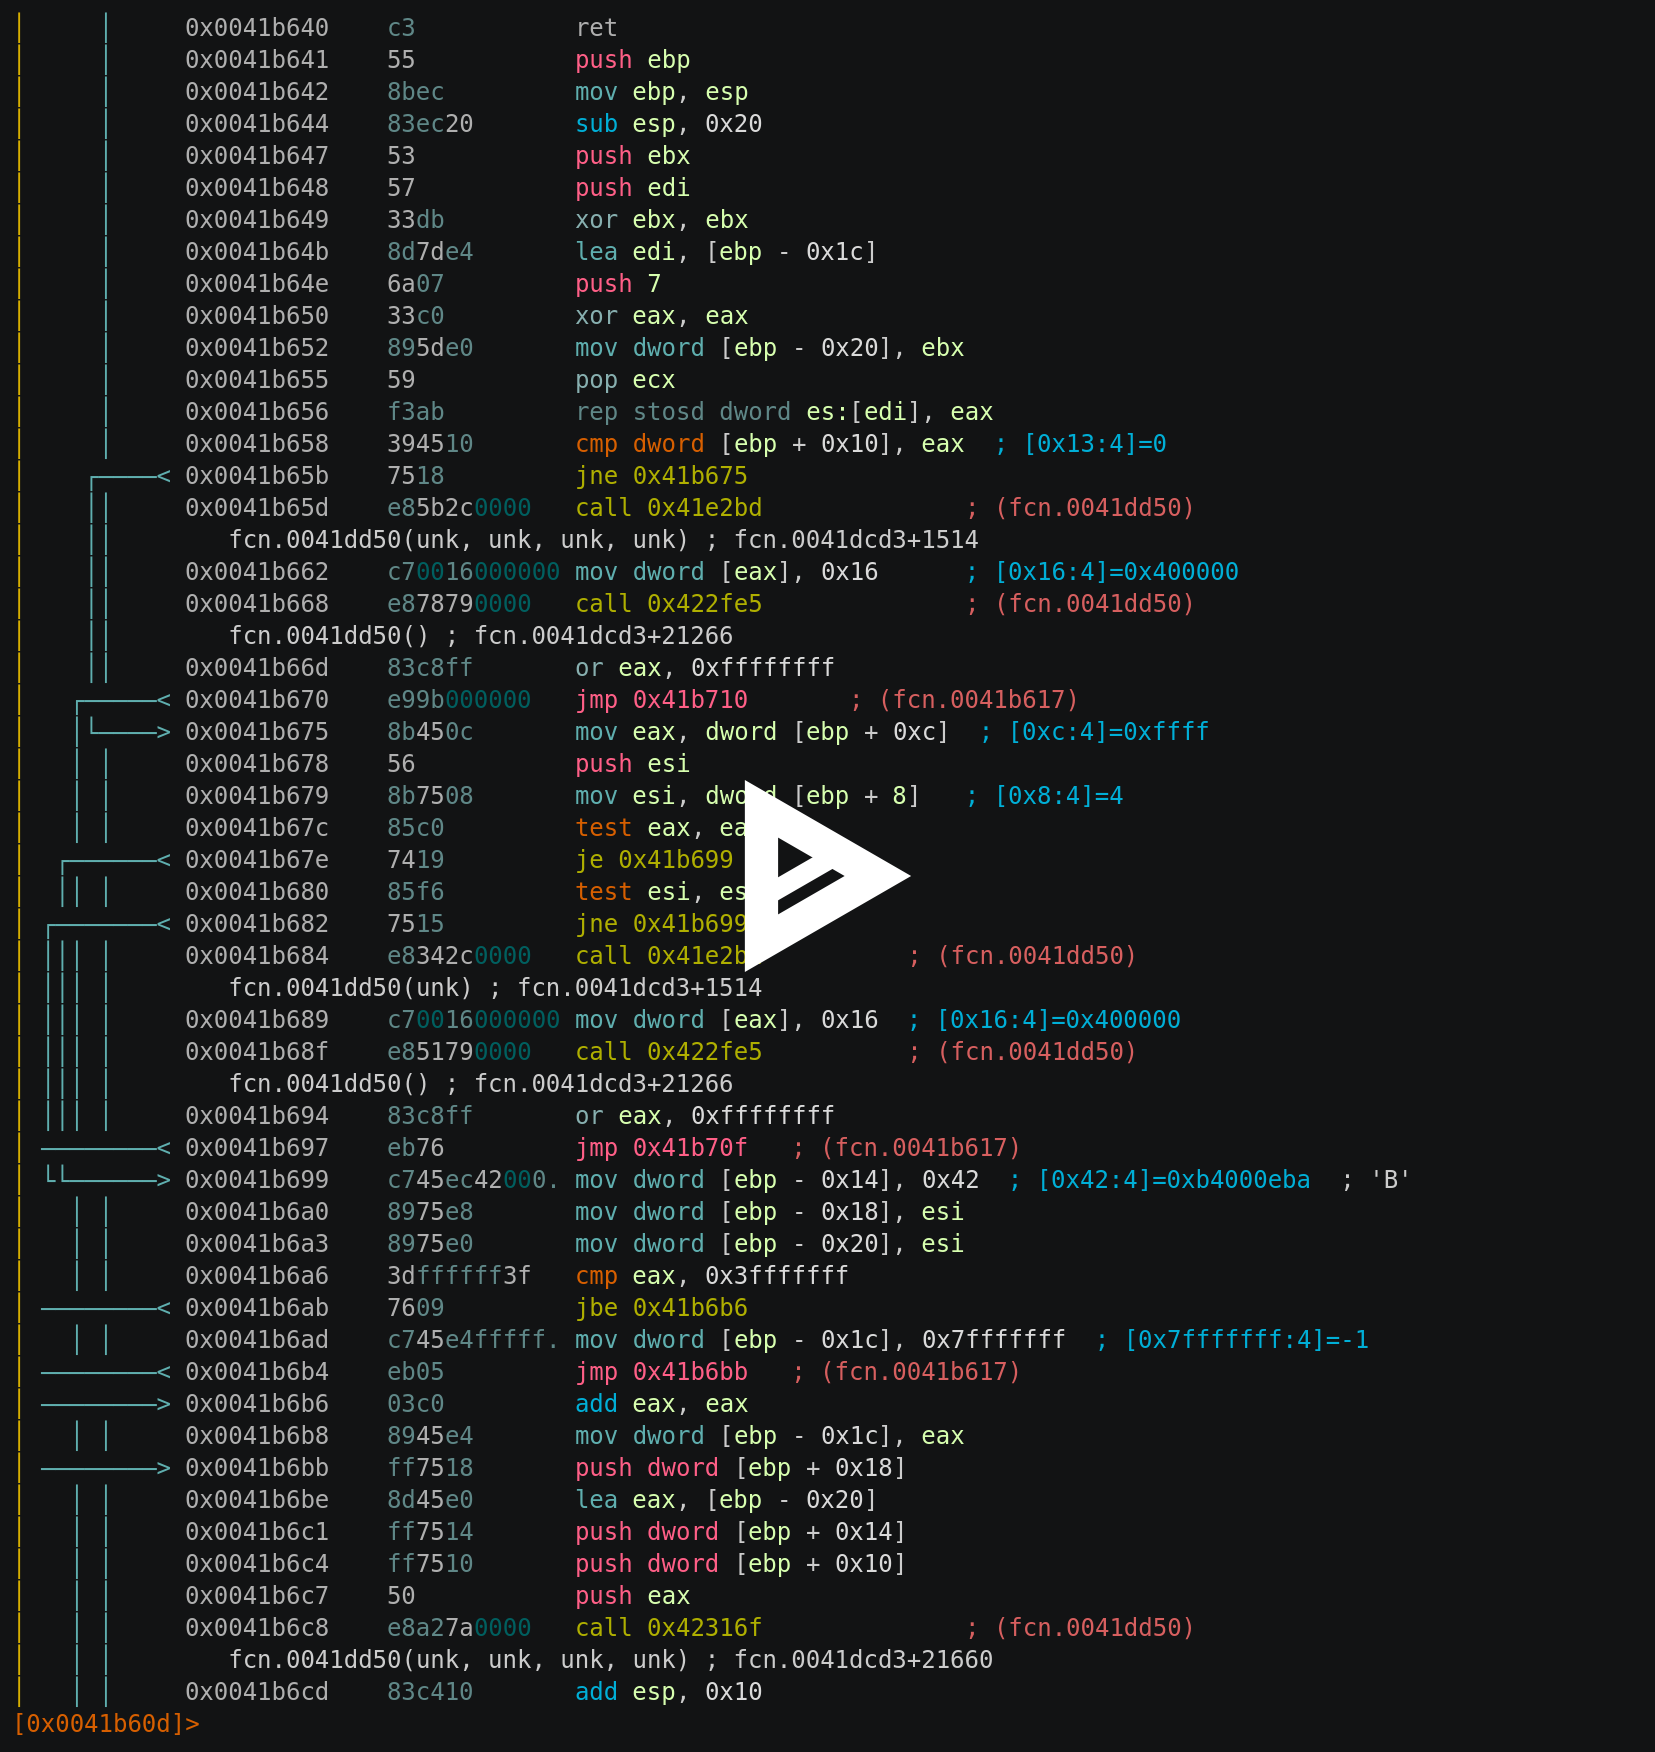 0x0041b640 c3 ret
0x0041b641 55 push ebp
0x0041b642 8bec mov ebp, esp
0x0041b644 83ec20 sub esp, 0x20
0x0041b647 53 push ebx
0x0041b648 57 push edi
0x0041b649 33db xor ebx, ebx
0x0041b64b 8d7de4 lea edi, [ebp - 0x1c]
0x0041b64e 6a07 push 7
0x0041b650 33c0 xor eax, eax
0x0041b652 895de0 mov dword [ebp - 0x20], ebx
0x0041b655 59 pop ecx
0x0041b656 f3ab rep stosd dword es:[edi], eax
0x0041b658 394510 cmp dword [ebp + 0x10], eax ; [0x13:4]=0
< 0x0041b65b 7518 jne 0x41b675
0x0041b65d e85b2c0000 call 0x41e2bd ; (fcn.0041dd50)
fcn.0041dd50(unk, unk, unk, unk) ; fcn.0041dcd3+1514
0x0041b662 c70016000000 mov dword [eax], 0x16 ; [0x16:4]=0x400000
0x0041b668 e878790000 call 0x422fe5 ; (fcn.0041dd50)
fcn.0041dd50() ; fcn.0041dcd3+21266
0x0041b66d 83c8ff or eax, 0xffffffff
< 0x0041b670 e99b000000 jmp 0x41b710 ; (fcn.0041b617)
> 0x0041b675 8b450c mov eax, dword [ebp + 0xc] ; [0xc:4]=0xffff
0x0041b678 56 push esi
0x0041b679 8b7508 mov esi, dword [ebp + 8] ; [0x8:4]=4
0x0041b67c 85c0 test eax,
< 0x0041b67e 7419 je 0x41b699
0x0041b680 85f6 test esi,
< 0x0041b682 7515 jne 0x41b699
0x0041b684 e8342c0000 call ; (fcn.0041dd50)
fcn.0041dd50(unk) ; fcn.0041dcd3+1514
0x0041b689 c70016000000 mov dword [eax], 0x16 ; [0x16:4]=0x400000
0x0041b68f e851790000 call 0x422fe5 ; (fcn.0041dd50)
fcn.0041dd50() ; fcn.0041dcd3+21266
0x0041b694 83c8ff or eax, 0xffffffff
< 0x0041b697 eb76 jmp 0x41b70f ; (fcn.0041b617)
> 0x0041b699 c745ec42000. mov dword [ebp - 0x14], 0x42 ; [0x42:4]=0xb4000eba ; 'B'
0x0041b6a0 8975e8 mov dword [ebp - 0x18], esi
0x0041b6a3 8975e0 mov dword [ebp - 0x20], esi
0x0041b6a6 3dffffff3f cmp eax, 0x3fffffff
< 0x0041b6ab 7609 jbe 0x41b6b6
0x0041b6ad c745e4fffff. mov dword [ebp - 0x1c], 0x7fffffff ; [0x7fffffff:4]=-1
< 0x0041b6b4 eb05 jmp 0x41b6bb ; (fcn.0041b617)
> 0x0041b6b6 03c0 add eax, eax
0x0041b6b8 8945e4 mov dword [ebp - 0x1c], eax
> 0x0041b6bb ff7518 push dword [ebp + 0x18]
0x0041b6be 8d45e0 lea eax, [ebp - 0x20]
0x0041b6c1 ff7514 push dword [ebp + 0x14]
0x0041b6c4 ff7510 push dword [ebp + 0x10]
0x0041b6c7 50 push eax
0x0041b6c8 e8a27a0000 call 0x42316f ; (fcn.0041dd50)
fcn.0041dd50(unk, unk, unk, unk) ; fcn.0041dcd3+21660
0x0041b6cd 83c410 add esp, 0x10
[0x0041b60d]>